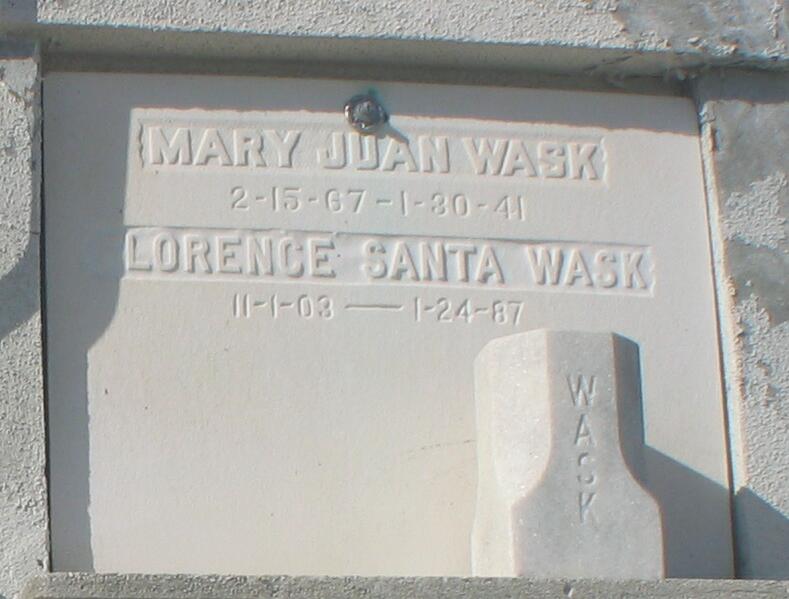 MARY JUAN WASK
2-15-67-1-30-41
LORENCE SANTA WASK
11-1-03 — 1-24-87
WASK